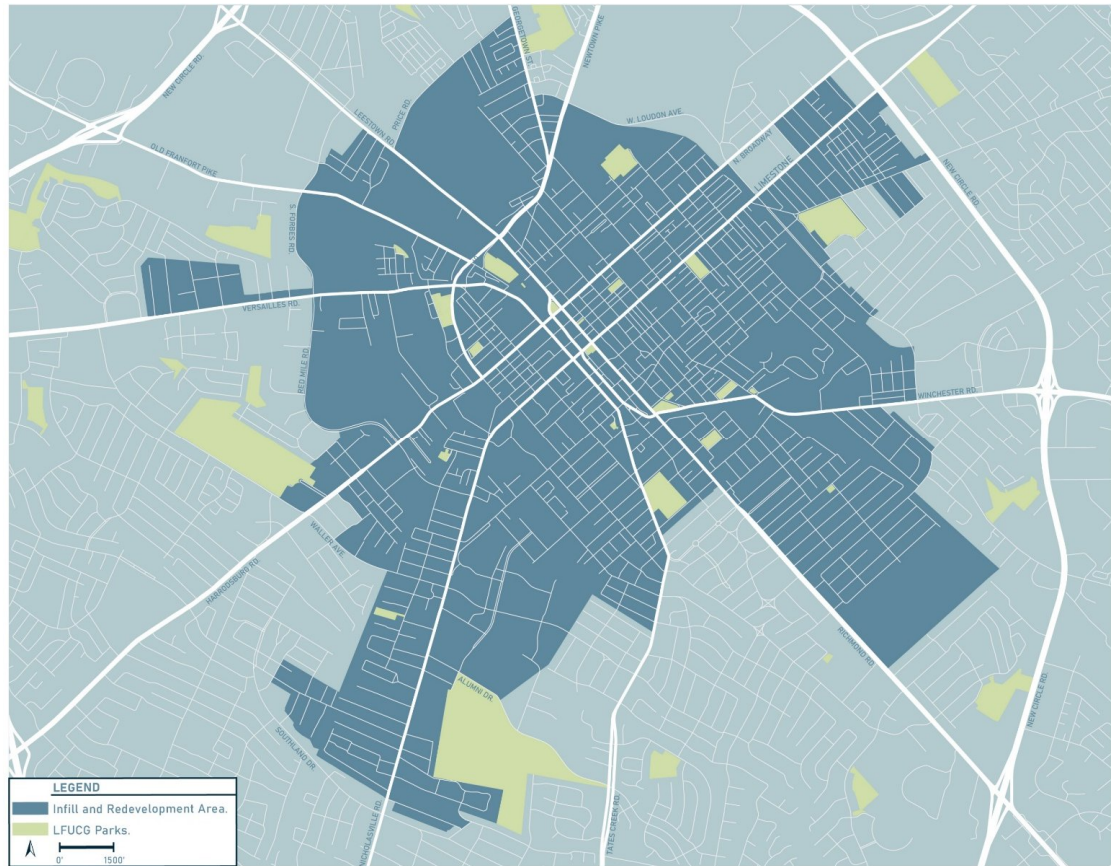 GEORGETOWN ST.
NEWTOWN PIKE
NEW CIRCLE RD.
PRICE RD.
LEESTOWN RD.
W. LOUDON AVE.
OLD FRANFORT PIKE
N. BROADWAY
LIMESTONE
NEW CIRCLE RD.
S. FORBES RD.
VERSAILLES RD.
RED MILE RD.
WINCHESTER RD.
WALLER AVE.
HARRODSBURG RD.
RICHMOND RD.
ALUMNI DR.
NEW CIRCLE RD.
SOUTHLAND DR.
NICHOLASVILLE RD.
TATES CREEK RD.
LEGEND
Infill and Redevelopment Area.
LFUCG Parks.
0' 1500'